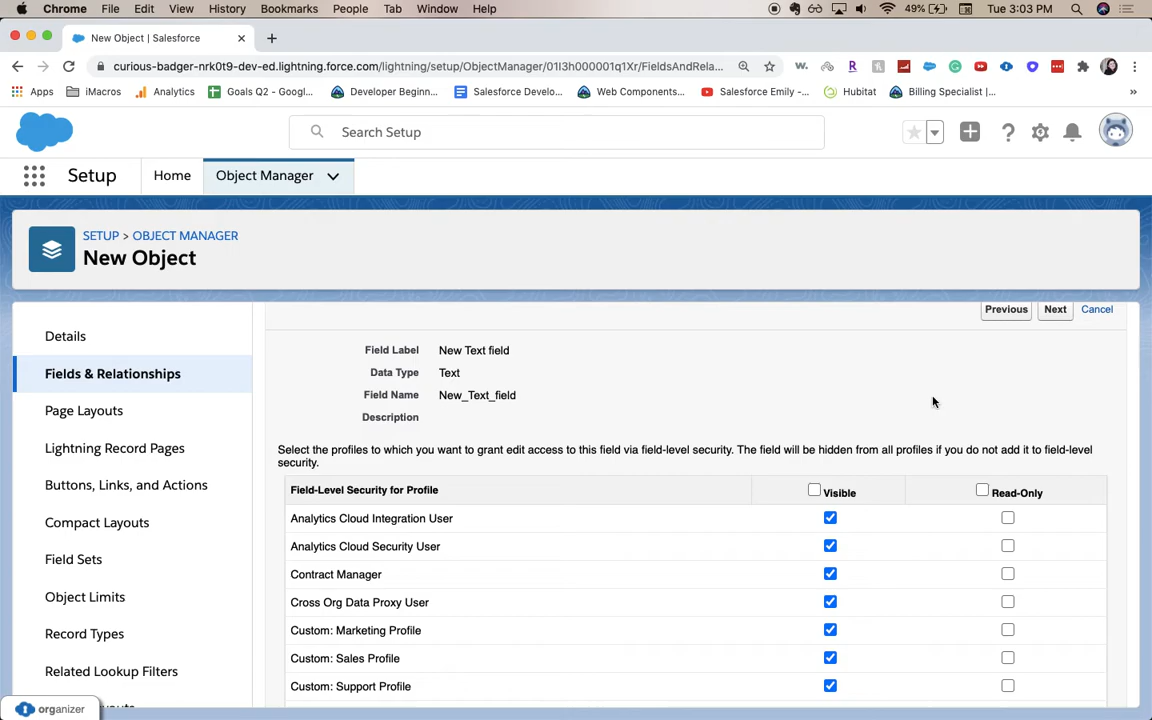 Chrome File Edit View History Bookmarks People Tab Window Help 49% Tue 3:03 PM
New Object | Salesforce
curious-badger-nrk0t9-dev-ed.lightning.force.com/lightning/setup/ObjectManager/01I3h000001q1Xr/FieldsAndRela...
Apps iMacros Analytics Goals Q2 - Googl... Developer Beginn... Salesforce Develo... Web Components... Salesforce Emily -... Hubitat Billing Specialist |... »
Search Setup
Setup Home Object Manager
SETUP > OBJECT MANAGER
New Object
Previous Next Cancel
Details
Fields & Relationships
Page Layouts
Lightning Record Pages
Buttons, Links, and Actions
Compact Layouts
Field Sets
Object Limits
Record Types
Related Lookup Filters
organizer
Field Label New Text field
Data Type Text
Field Name New_Text_field
Description
Select the profiles to which you want to grant edit access to this field via field-level security. The field will be hidden from all profiles if you do not add it to field-level
security.
Field-Level Security for Profile Visible Read-Only
Analytics Cloud Integration User
Analytics Cloud Security User
Contract Manager
Cross Org Data Proxy User
Custom: Marketing Profile
Custom: Sales Profile
Custom: Support Profile